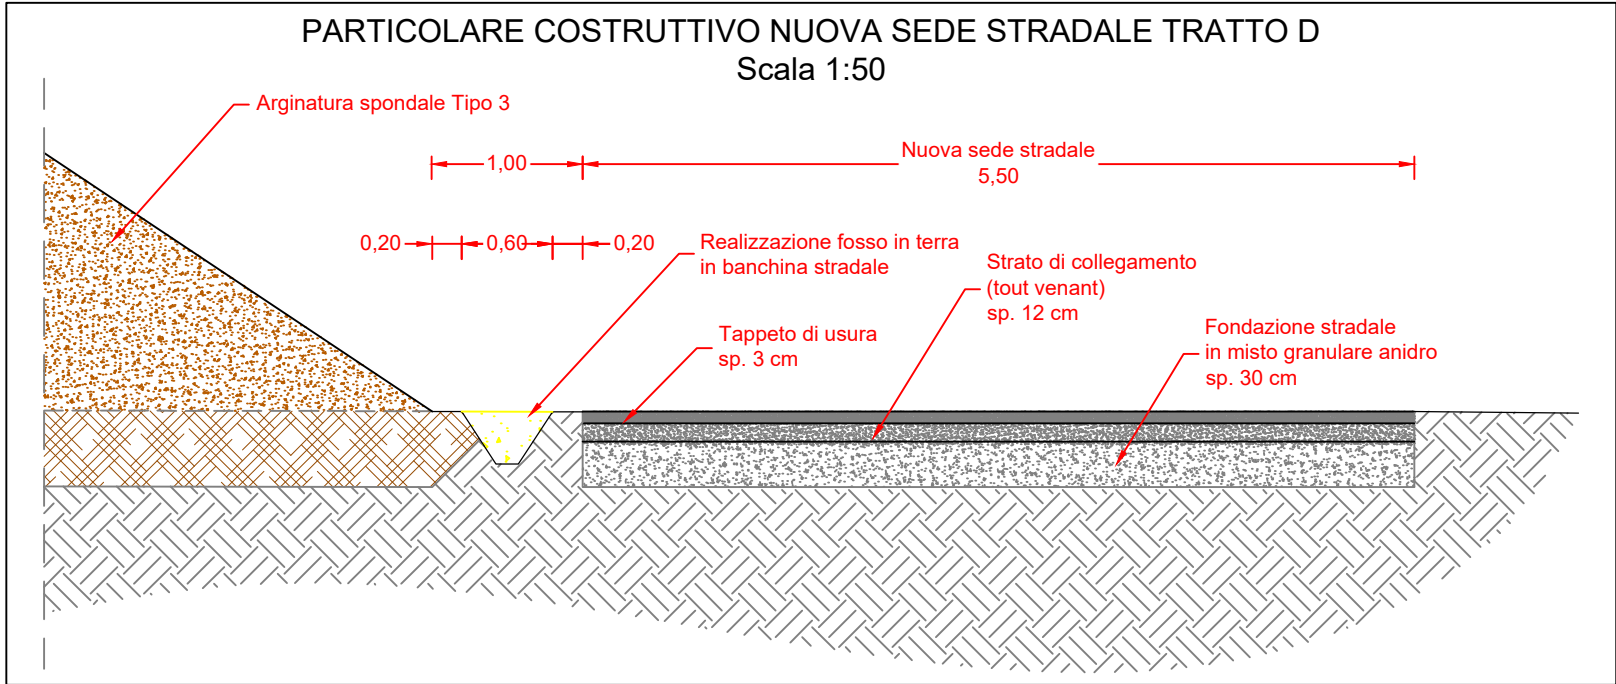 PARTICOLARE COSTRUTTIVO NUOVA SEDE STRADALE TRATTO D
Scala 1:50
Arginatura spondale Tipo 3
1,00
Nuova sede stradale
5,50
0,20
0,60
0,20
Realizzazione fosso in terra
in banchina stradale
Strato di collegamento
(tout venant)
sp. 12 cm
Tappeto di usura
sp. 3 cm
Fondazione stradale
in misto granulare anidro
sp. 30 cm